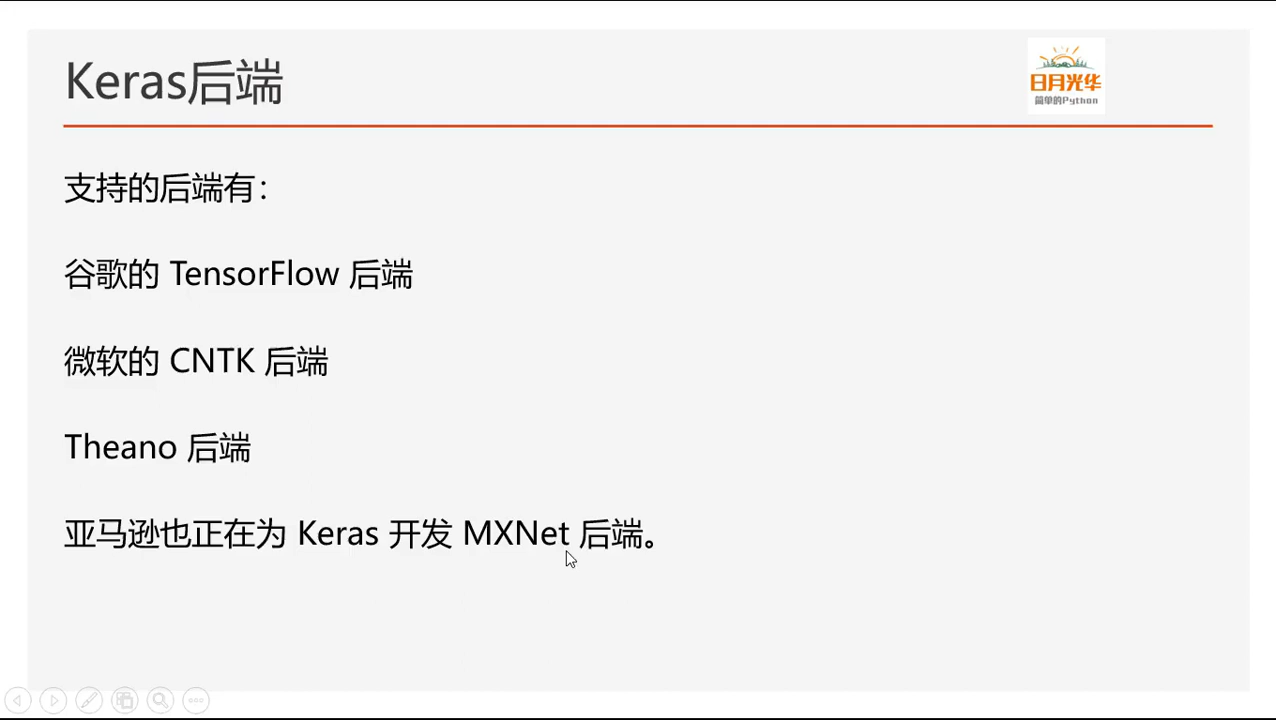 Keras后端
日月光华
简单的Python
支持的后端有：
谷歌的 TensorFlow 后端
微软的 CNTK 后端
Theano 后端
亚马逊也正在为 Keras 开发 MXNet 后端。